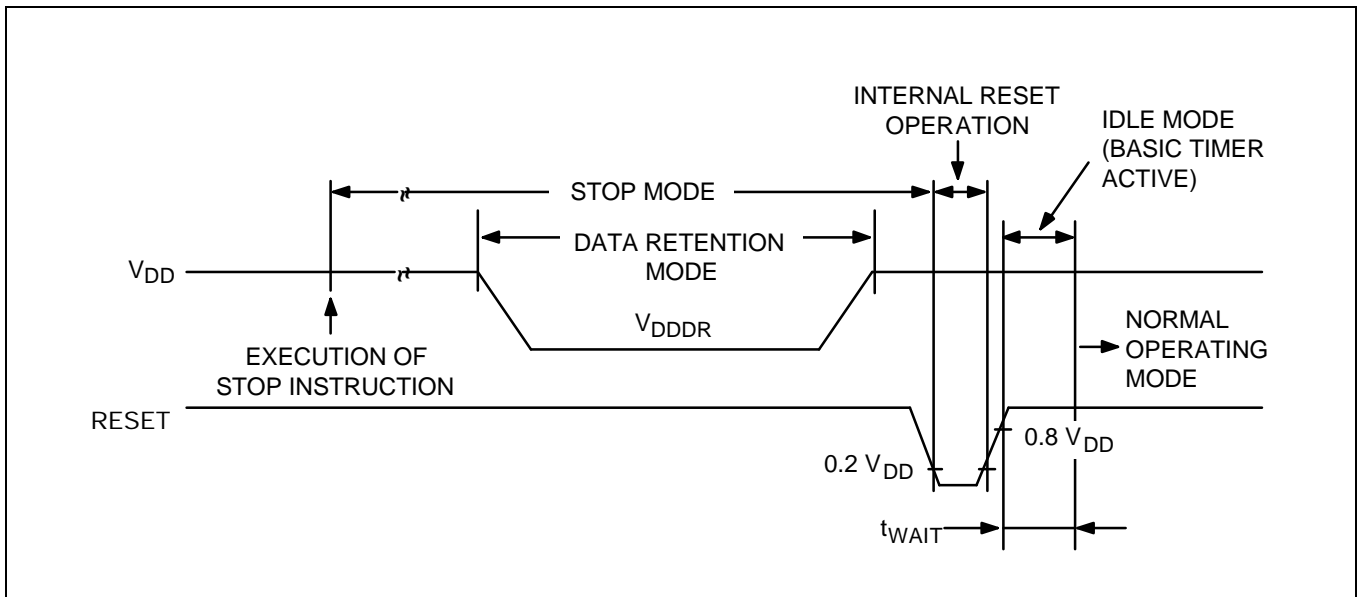 INTERNAL RESET
OPERATION
IDLE MODE
(BASIC TIMER
ACTIVE)
STOP MODE
DATA RETENTION
MODE
VDD
VDDDR
EXECUTION OF
STOP INSTRUCTION
NORMAL
OPERATING
MODE
RESET
0.8 VDD
0.2 VDD
tWAIT